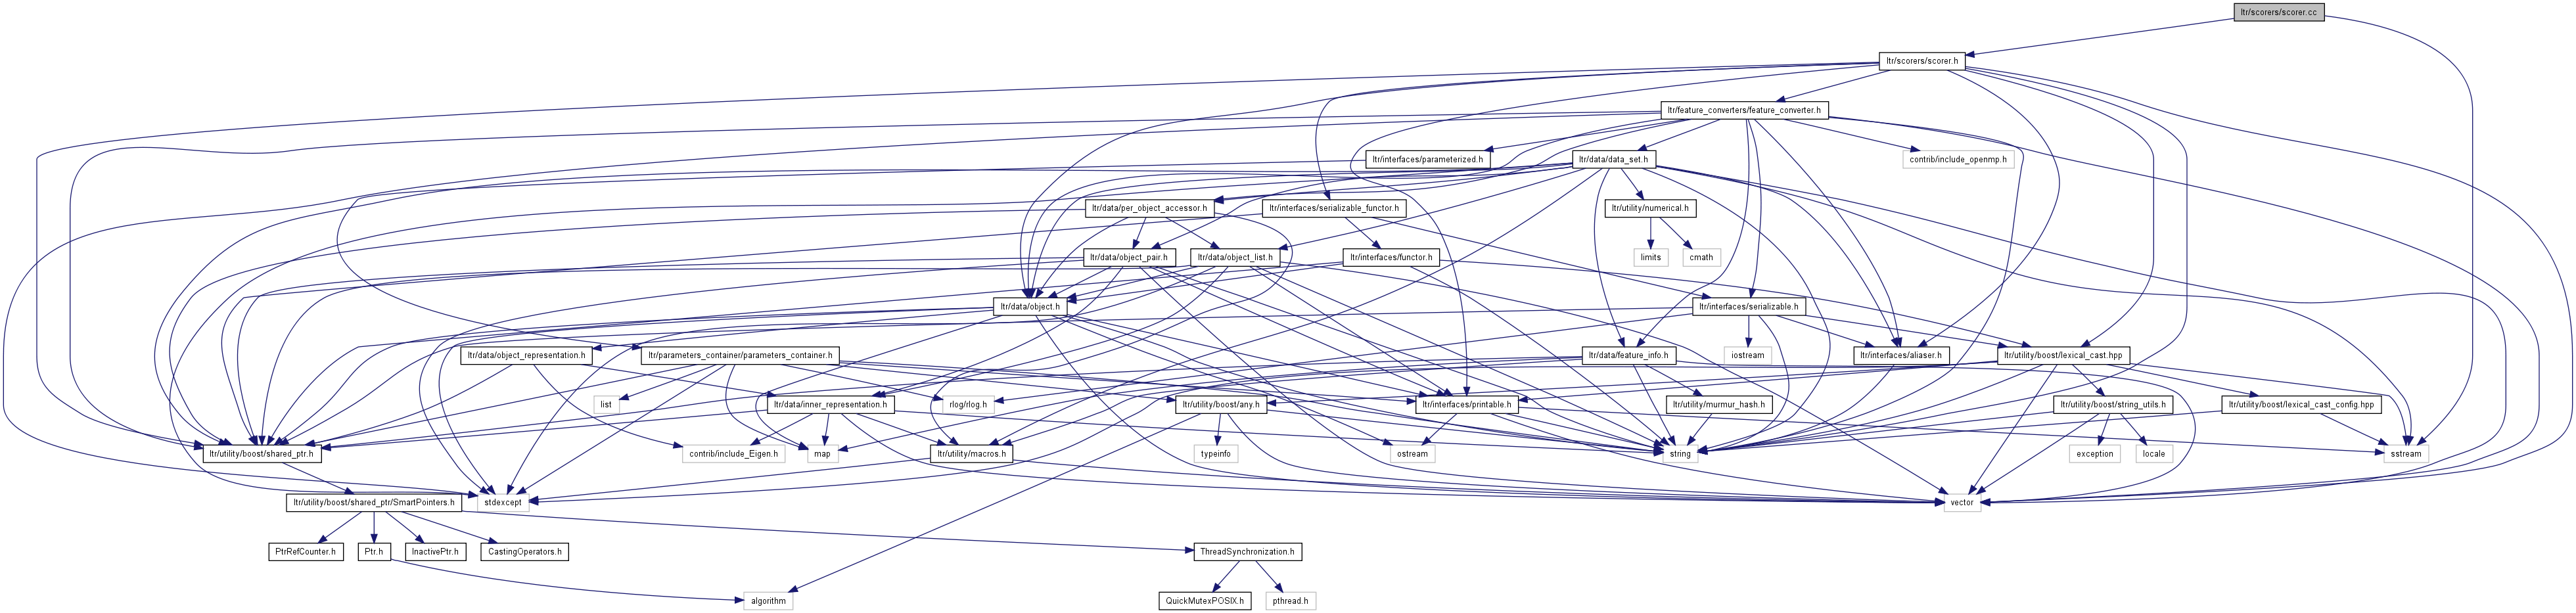 ltr/scorers/scorer.cc
ltr/scorers/scorer.h
ltr/feature_converters/feature_converter.h
ltr/interfaces/parameterized.h
ltr/data/data_set.h
contrib/include_openmp.h
ltr/data/per_object_accessor.h
ltr/interfaces/serializable_functor.h
ltr/utility/numerical.h
ltr/data/object_pair.h
ltr/data/object_list.h
ltr/interfaces/functor.h
limits
cmath
ltr/data/object.h
ltr/interfaces/serializable.h
ltr/data/object_representation.h
ltr/parameters_container/parameters_container.h
iostream
ltr/data/feature_info.h
ltr/interfaces/aliaser.h
ltr/utility/boost/lexical_cast.hpp
list
ltr/data/inner_representation.h
rlog/rlog.h
ltr/utility/boost/any.h
ltr/interfaces/printable.h
ltr/utility/murmur_hash.h
ltr/utility/boost/string_utils.h
ltr/utility/boost/lexical_cast_config.hpp
ltr/utility/boost/shared_ptr.h
contrib/include_Eigen.h
map
ltr/utility/macros.h
typeinfo
ostream
string
exception
locale
sstream
ltr/utility/boost/shared_ptr/SmartPointers.h
stdexcept
vector
PtrRefCounter.h
Ptr.h
InactivePtr.h
CastingOperators.h
ThreadSynchronization.h
algorithm
QuickMutexPOSIX.h
pthread.h